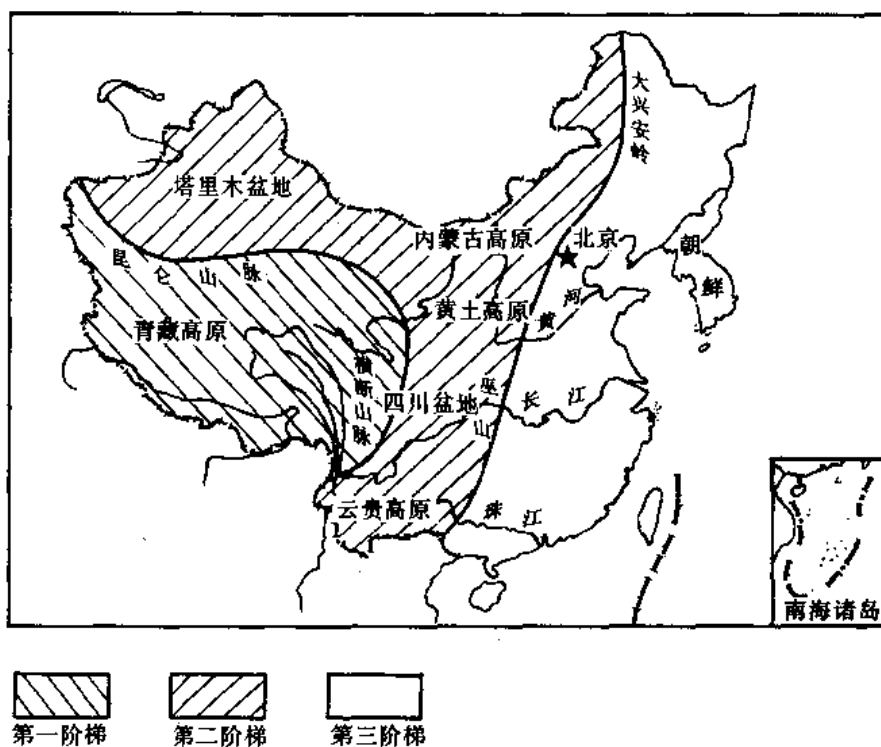 大兴安岭
塔里木盆地
内蒙古高原
北京
朝鲜
昆仑山脉
黄土高原
黄河
青藏高原
横断山脉
四川盆地
巫山
长江
云贵高原
珠江
南海诸岛
第一阶梯
第二阶梯
第三阶梯